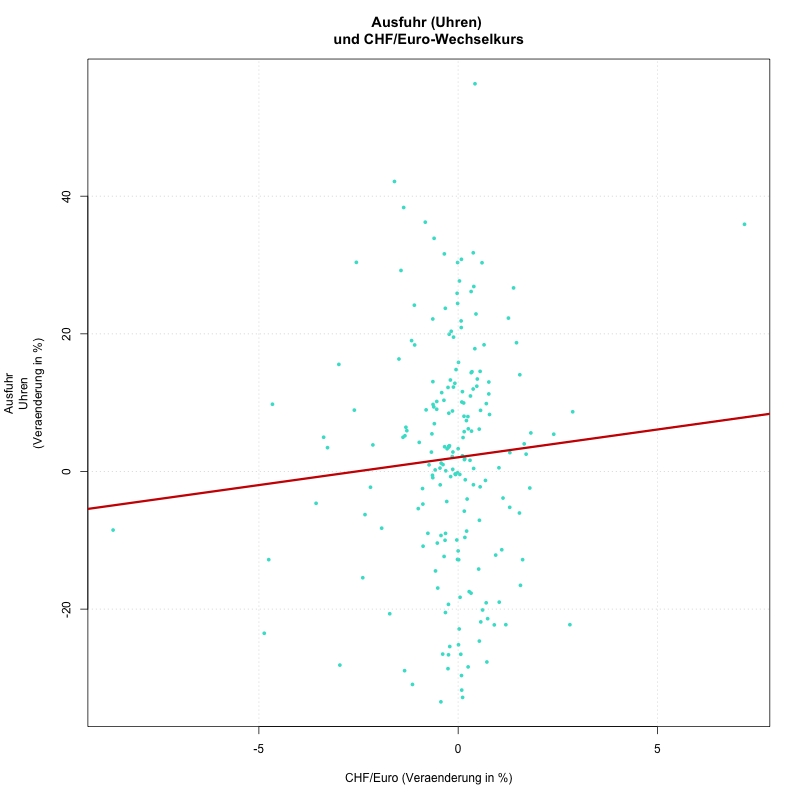 Ausfuhr (Uhren)
und CHF/Euro-Wechselkurs
Ausfuhr
Uhren
(Veraenderung in %)
40
20
0
-20
-5
0
5
CHF/Euro (Veraenderung in %)